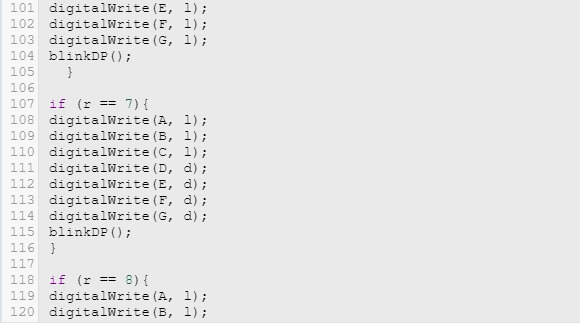 101 digitalWrite(E, l);
102 digitalWrite(F, l);
103 digitalWrite(G, l);
104 blinkDP();
105 }
106
107 if (r == 7){
108 digitalWrite(A, l);
109 digitalWrite(B, l);
110 digitalWrite(C, l);
111 digitalWrite(D, d);
112 digitalWrite(E, d);
113 digitalWrite(F, d);
114 digitalWrite(G, d);
115 blinkDP();
116 }
117
118 if (r == 8){
119 digitalWrite(A, l);
120 digitalWrite(B, l);